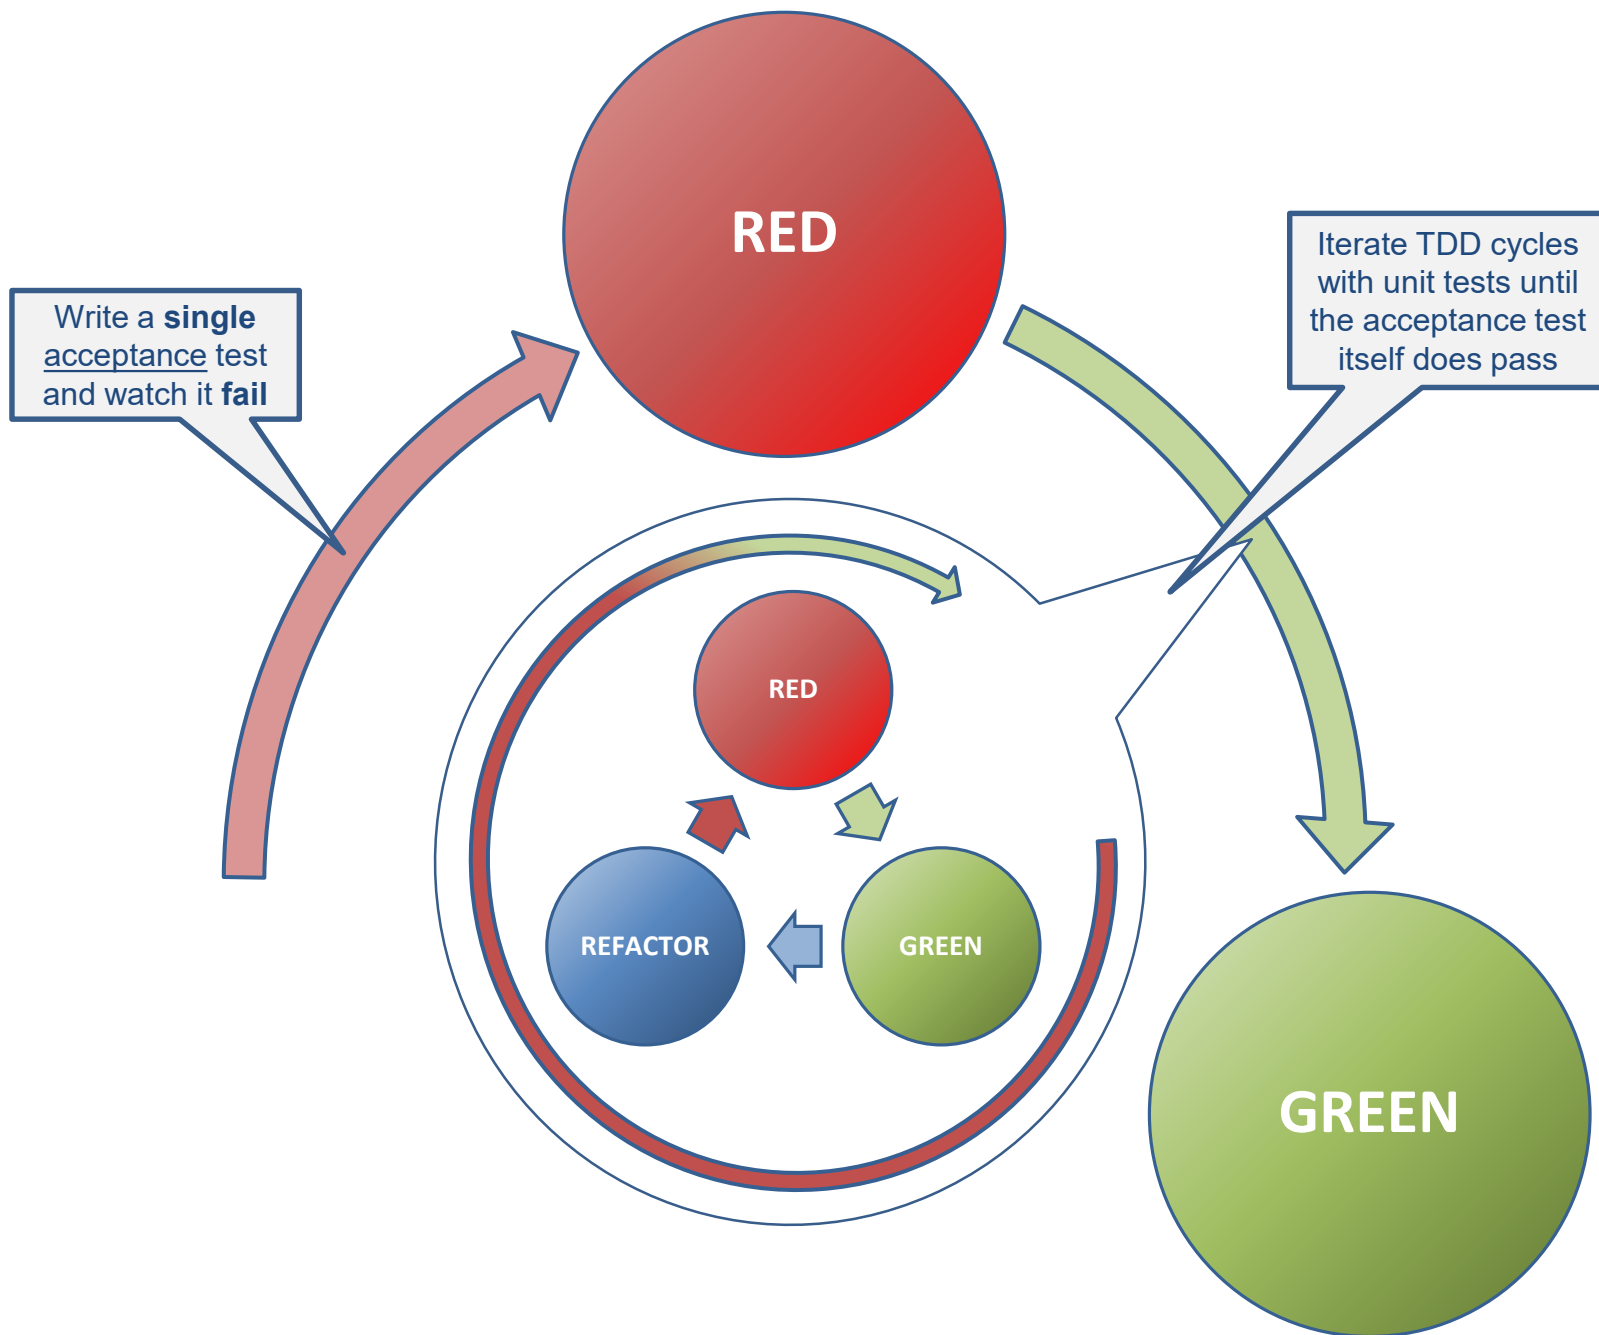 RED
Write a single
acceptance test
and watch it fail
Iterate TDD cycles
with unit tests until
the acceptance test
itself does pass
RED
REFACTOR
GREEN
GREEN